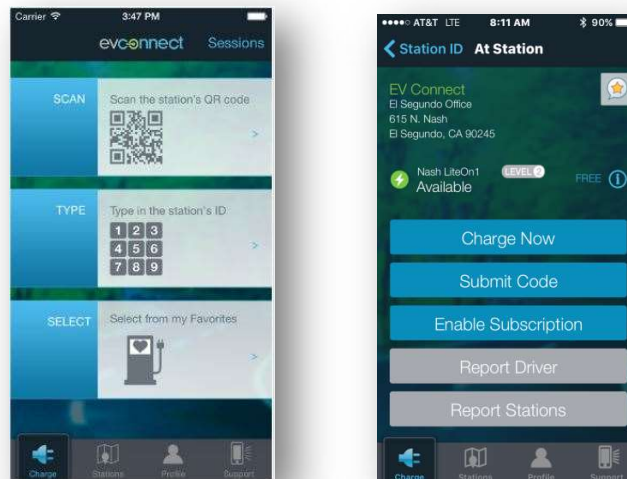 Carrier 3:47 PM
evconnect Sessions
SCAN
Scan the station's QR code
>
TYPE
Type in the station's ID
1 2 3
4 5 6
7 8 9
>
SELECT
Select from my Favorites
>
Charge Stations Profile Support
AT&T LTE 8:11 AM 90%
Station ID At Station
EV Connect
El Segundo Office
615 N. Nash
El Segundo, CA 90245
Nash LiteOn1 LEVEL 2
Available
FREE i
Charge Now
Submit Code
Enable Subscription
Report Driver
Report Stations
Charge Stations Profile Support